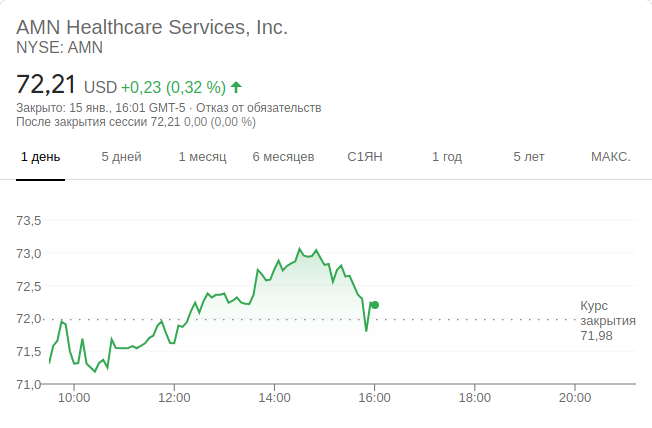 AMN Healthcare Services, Inc.
NYSE: AMN
72,21 USD +0,23 (0,32 %)
Закрыто: 15 янв., 16:01 GMT-5 · Отказ от обязательств
После закрытия сессии 72,21 0,00 (0,00 %)
1 день 5 дней 1 месяц 6 месяцев С1ЯН 1 год 5 лет МАКС.
73,5
73,0
72,5
72,0
71,5
71,0
Курс
закрытия
71,98
10:00 12:00 14:00 16:00 18:00 20:00